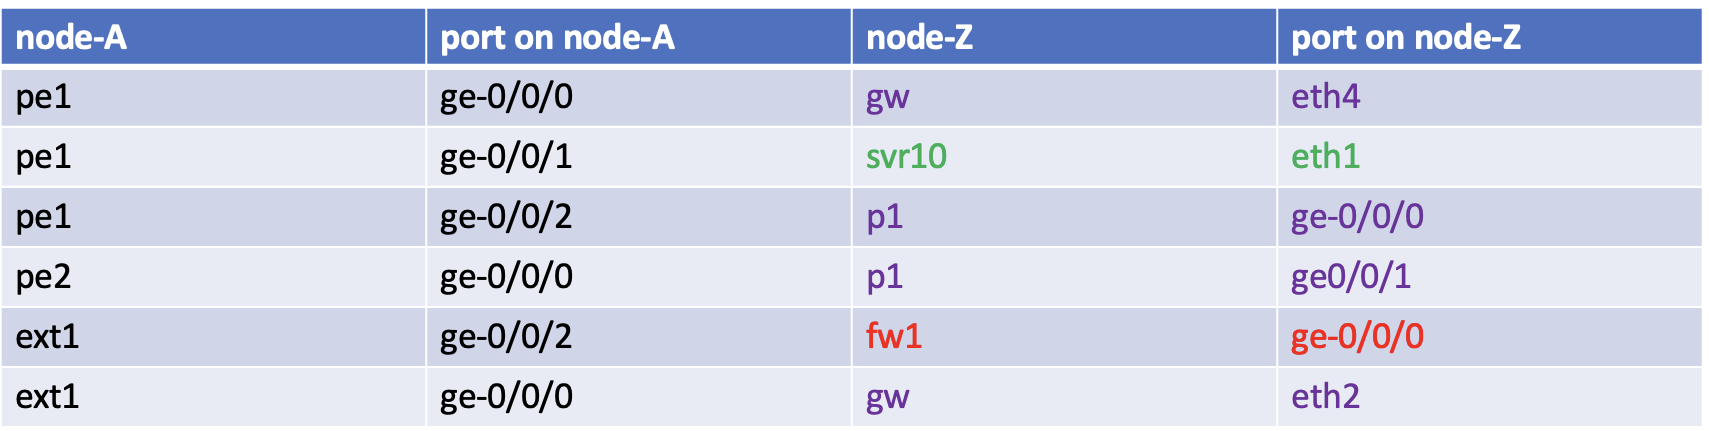 node-A port on node-A node-Z port on node-Z
pe1 ge-0/0/0 gw eth4
pe1 ge-0/0/1 svr10 eth1
pe1 ge-0/0/2 p1 ge-0/0/0
pe2 ge-0/0/0 p1 ge0/0/1
ext1 ge-0/0/2 fw1 ge-0/0/0
ext1 ge-0/0/0 gw eth2